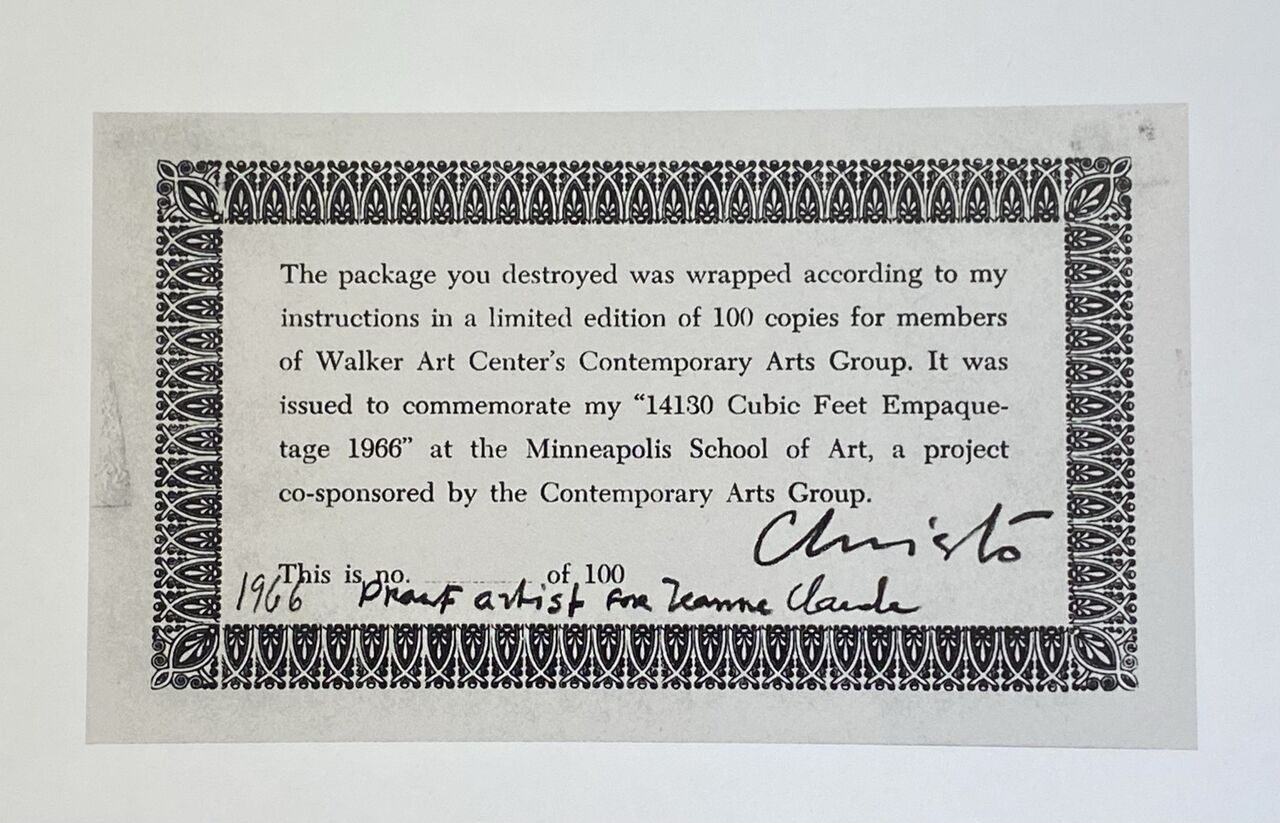 The package you destroyed was wrapped according to my
instructions in a limited edition of 100 copies for members
of Walker Art Center's Contemporary Arts Group. It was
issued to commemorate my “14130 Cubic Feet Empaque-
tage 1966” at the Minneapolis School of Art, a project
co-sponsored by the Contemporary Arts Group.
Christo
This is no. of 100
1966 Proof artist for Jeanne Claude